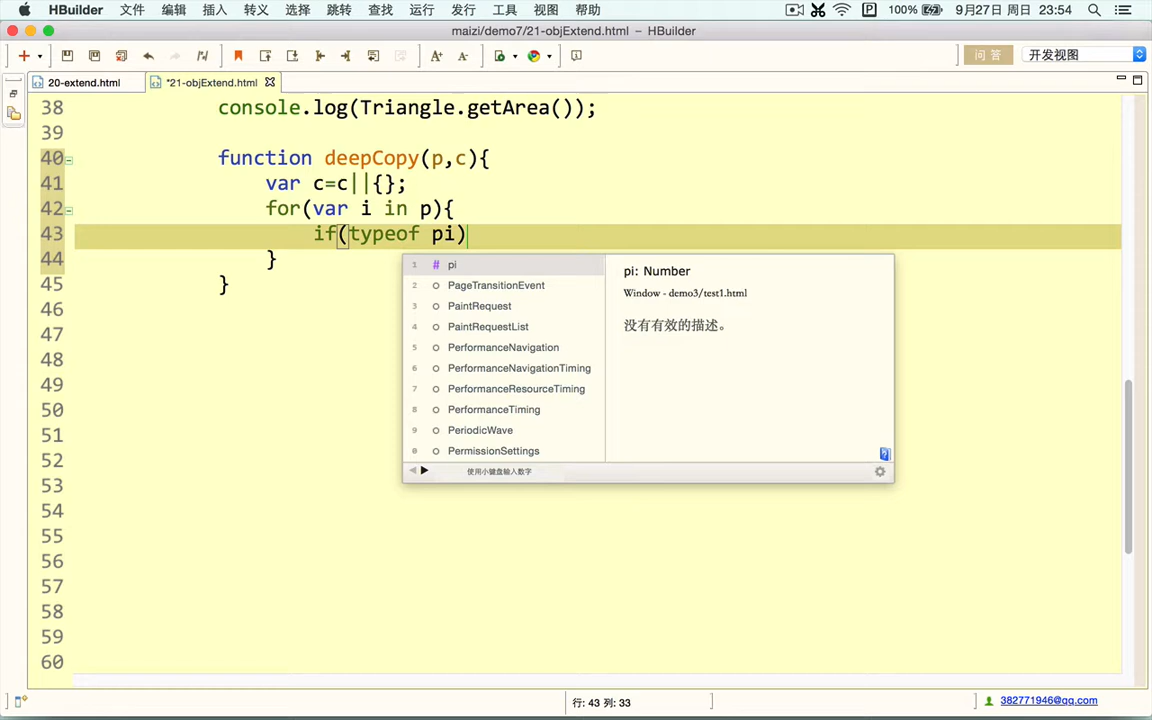 HBuilder 文件 编辑 插入 转义 选择 跳转 查找 运行 发行 工具 视图 帮助 100% 9月27日 周日 23:54
maizi/demo7/21-objExtend.html — HBuilder
A+ A- 问 答 开发视图
20-extend.html *21-objExtend.html
38 console.log(Triangle.getArea());
39
40 function deepCopy(p,c){
41 var c=c||{};
42 for(var i in p){
43 if(typeof pi)
44 }
45 }
46
47
48
49
50
51
52
53
54
55
56
57
58
59
60
1 # pi
2 PageTransitionEvent
3 PaintRequest
4 PaintRequestList
5 PerformanceNavigation
6 PerformanceNavigationTiming
7 PerformanceResourceTiming
8 PerformanceTiming
9 PeriodicWave
0 PermissionSettings
使用小键盘输入数字
pi: Number
Window - demo3/test1.html
没有有效的描述。
行: 43 列: 33
382771946@qq.com